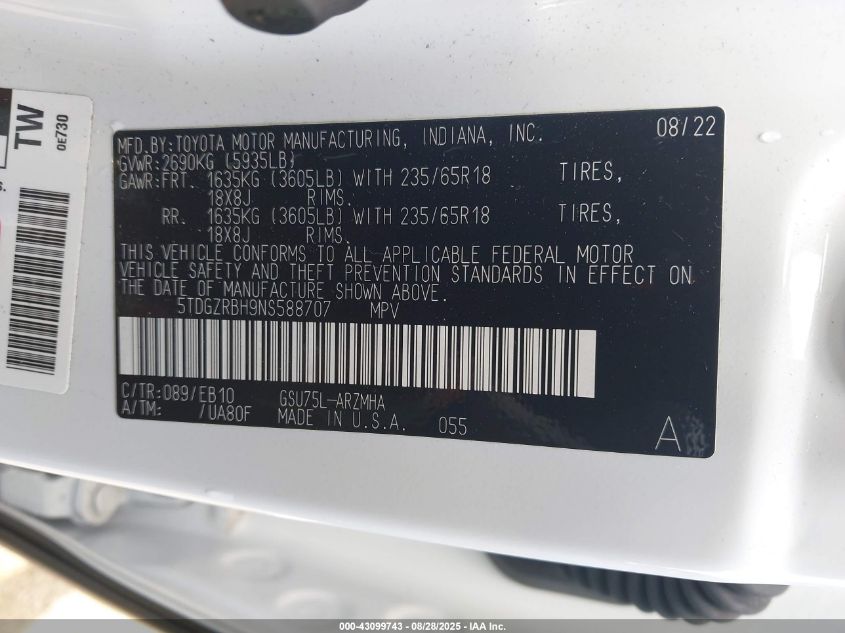 TW
0E730
S.
MFD.BY:TOYOTA MOTOR MANUFACTURING, INDIANA, INC. 08/22
GVWR:2690KG (5935LB)
GAWR:FRT. 1635KG (3605LB) WITH 235/65R18 TIRES,
18X8J RIMS.
RR. 1635KG (3605LB) WITH 235/65R18 TIRES,
18X8J RIMS.
THIS VEHICLE CONFORMS TO ALL APPLICABLE FEDERAL MOTOR
VEHICLE SAFETY AND THEFT PREVENTION STANDARDS IN EFFECT ON
THE DATE OF MANUFACTURE SHOWN ABOVE.
5TDGZRBH9NS588707 MPV
C/TR:089/EB10 GSU75L-ARZMHA
A/TM: /UA80F MADE IN U.S.A. 055
A
000-43099743 | 08/28/2025 | IAA Inc.